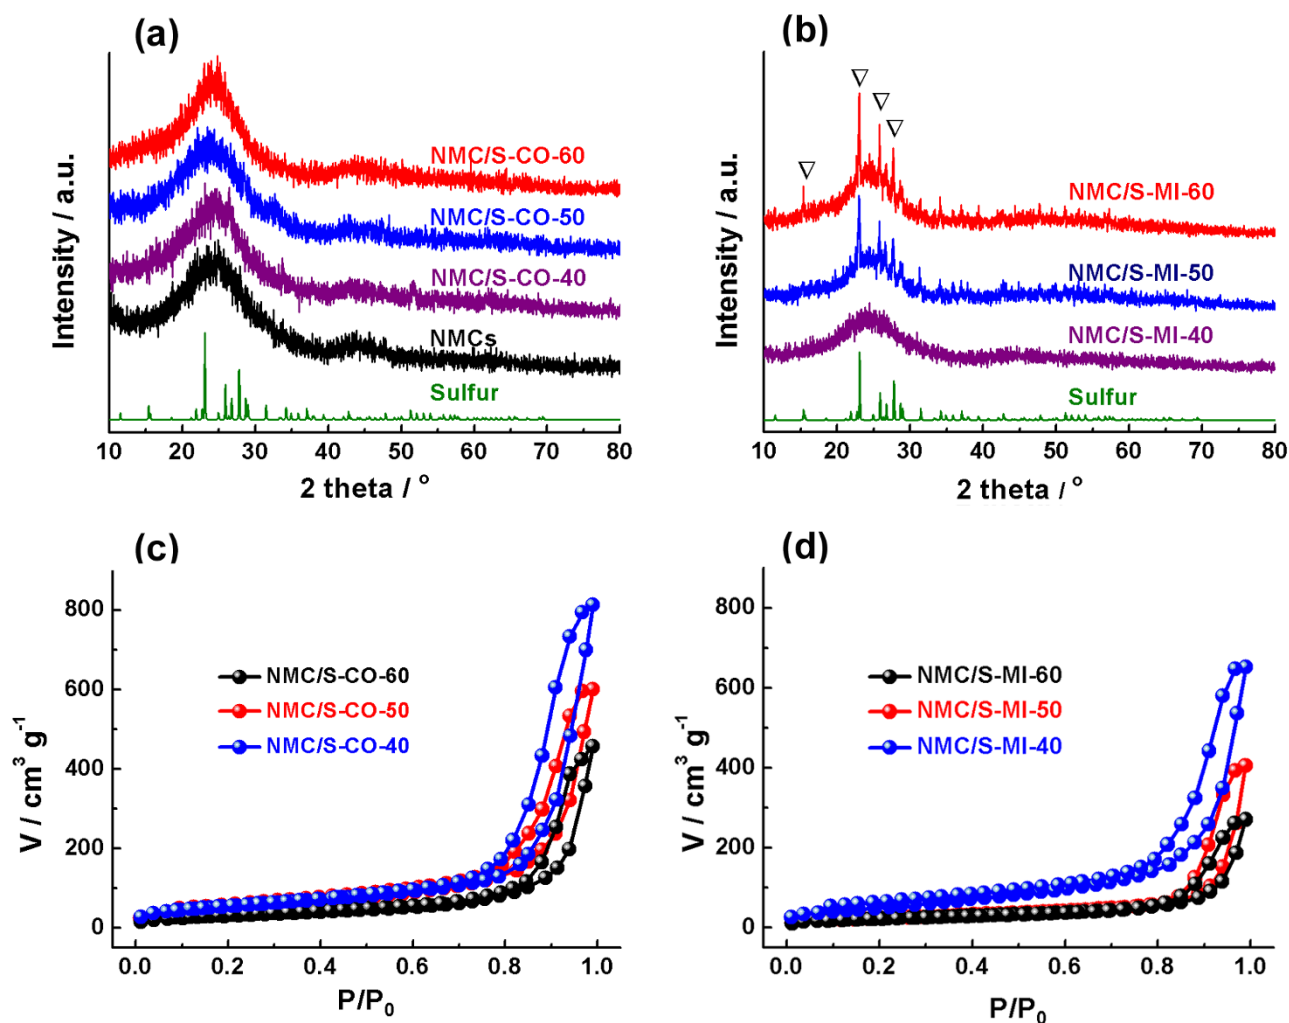 (a)
NMC/S-CO-60
NMC/S-CO-50
NMC/S-CO-40
NMCs
Sulfur
Intensity / a.u.
10 20 30 40 50 60 70 80
2 theta / °
(b)
NMC/S-MI-60
NMC/S-MI-50
NMC/S-MI-40
Sulfur
Intensity / a.u.
10 20 30 40 50 60 70 80
2 theta / °
(c)
800
600
400
200
0
V / cm³ g⁻¹
NMC/S-CO-60
NMC/S-CO-50
NMC/S-CO-40
0.0 0.2 0.4 0.6 0.8 1.0
P/P₀
(d)
800
600
400
200
0
V / cm³ g⁻¹
NMC/S-MI-60
NMC/S-MI-50
NMC/S-MI-40
0.0 0.2 0.4 0.6 0.8 1.0
P/P₀